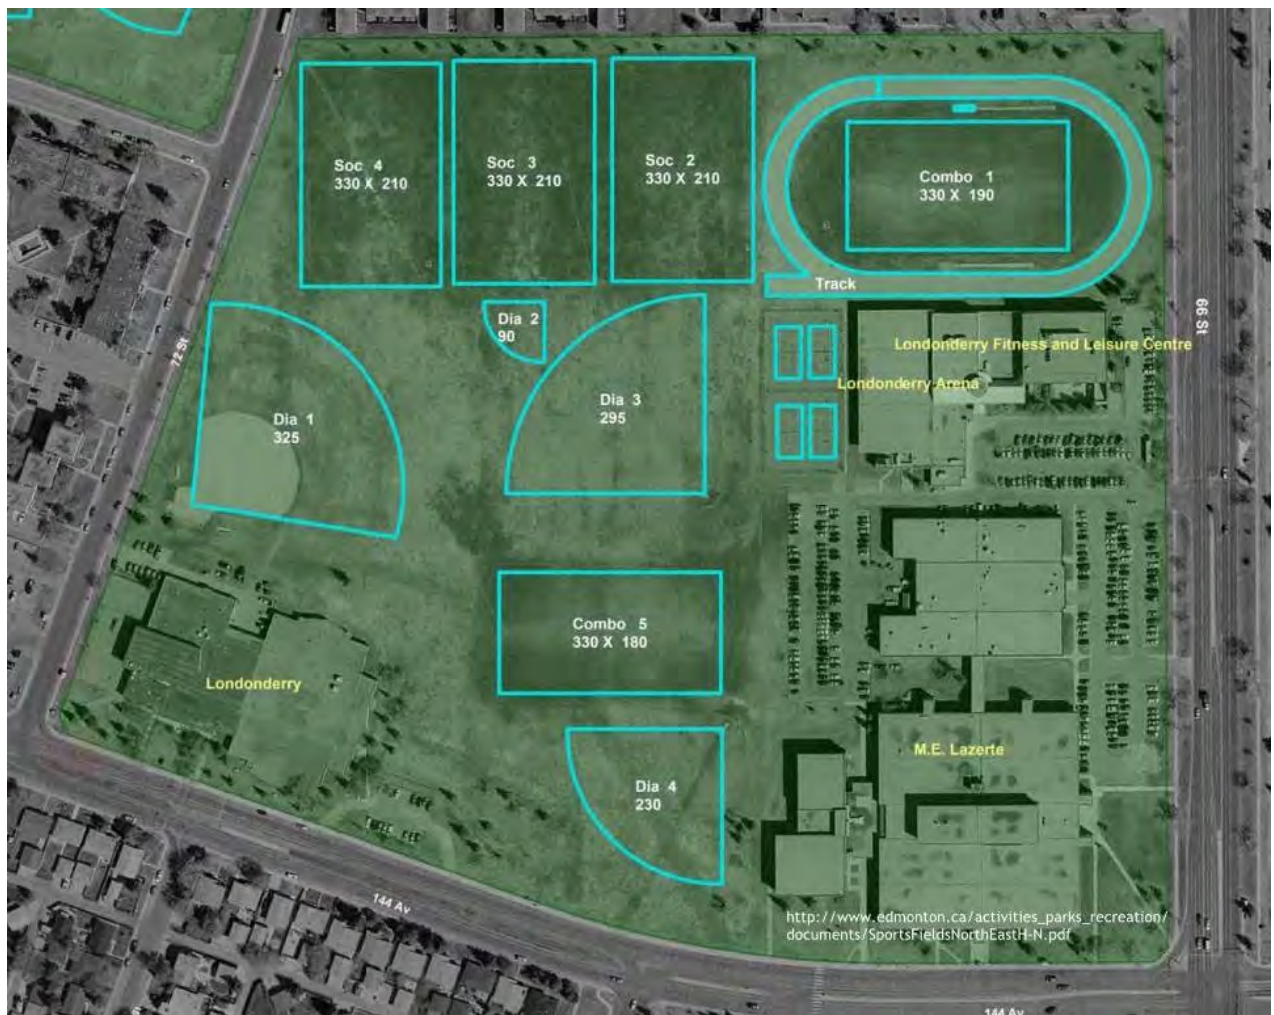 Soc 4
330 X 210
Soc 3
330 X 210
Soc 2
330 X 210
Combo 1
330 X 190
Track
66 St
72 St
Dia 2
90
Londonderry Fitness and Leisure Centre
Londonderry Arena
Dia 3
295
Dia 1
325
Combo 5
330 X 180
Londonderry
M.E. Lazerte
Dia 4
230
144 Av
http://www.edmonton.ca/activities_parks_recreation/
documents/SportsFieldsNorthEastH-N.pdf
144 Av